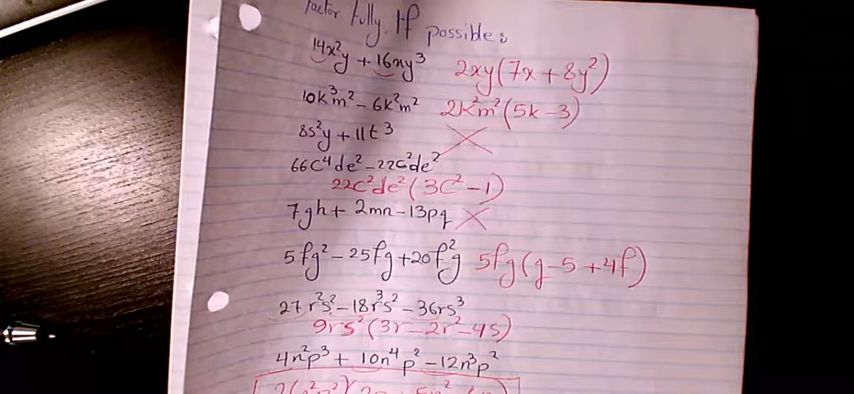 Factor fully. If possible:
14x²y + 16xy³ 2xy(7x + 8y²)
10k³m² - 6k²m² 2k²m²(5k - 3)
8s²y + 11t³ X
66c⁴de² - 22c²de²
22c²de²(3c² - 1)
7gh + 2mn - 13pq X
5fg² - 25fg + 20f²g 5fg(g - 5 + 4f)
27r²s² - 18r³s² - 36rs³
9rs²(3r - 2r² - 4s)
4n²p³ + 10n⁴p² - 12n³p²